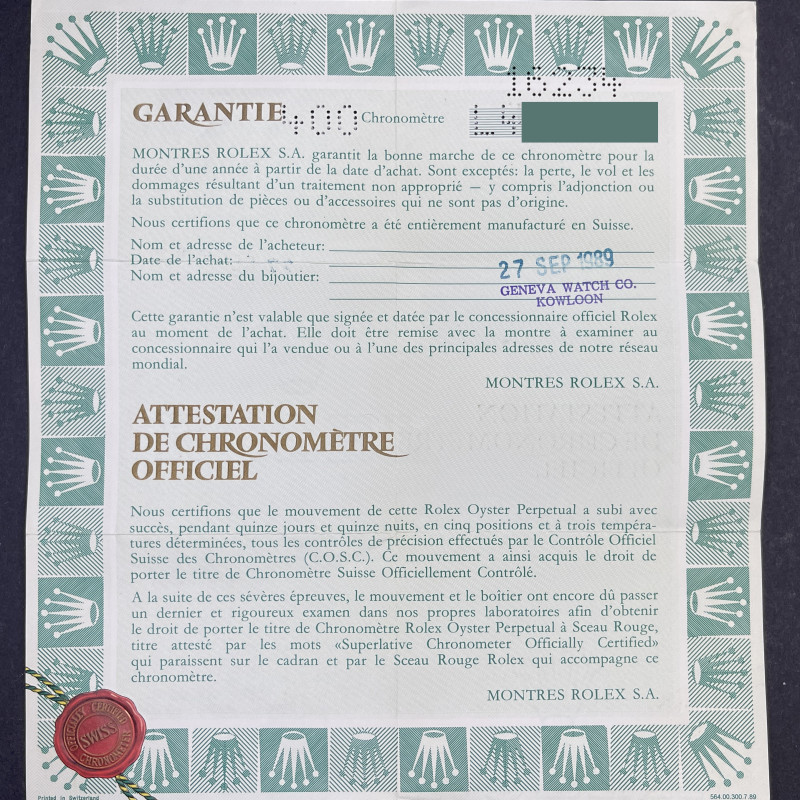 16234
GARANTIE 400 Chronomètre L4
MONTRES ROLEX S.A. garantit la bonne marche de ce chronomètre pour la
durée d'une année à partir de la date d'achat. Sont exceptés: la perte, le vol et les
dommages résultant d'un traitement non approprié – y compris l'adjonction ou
la substitution de pièces ou d'accessoires qui ne sont pas d'origine.
Nous certifions que ce chronomètre a été entièrement manufacturé en Suisse.
Nom et adresse de l'acheteur:
Date de l'achat:
Nom et adresse du bijoutier:
27 SEP 1989
GENEVA WATCH CO.
KOWLOON
Cette garantie n'est valable que signée et datée par le concessionnaire officiel Rolex
au moment de l'achat. Elle doit être remise avec la montre à examiner au
concessionnaire qui l'a vendue ou à l'une des principales adresses de notre réseau
mondial.
MONTRES ROLEX S.A.
ATTESTATION
DE CHRONOMÈTRE
OFFICIEL
Nous certifions que le mouvement de cette Rolex Oyster Perpetual a subi avec
succès, pendant quinze jours et quinze nuits, en cinq positions et à trois tempéra-
tures déterminées, tous les contrôles de précision effectués par le Contrôle Officiel
Suisse des Chronomètres (C.O.S.C.). Ce mouvement a ainsi acquis le droit de
porter le titre de Chronomètre Suisse Officiellement Contrôlé.
A la suite de ces sévères épreuves, le mouvement et le boîtier ont encore dû passer
un dernier et rigoureux examen dans nos propres laboratoires afin d'obtenir
le droit de porter le titre de Chronomètre Rolex Oyster Perpetual à Sceau Rouge,
titre attesté par les mots «Superlative Chronometer Officially Certified»
qui paraissent sur le cadran et par le Sceau Rouge Rolex qui accompagne ce
chronomètre.
MONTRES ROLEX S.A.
OFFICIALLY CERTIFIED
SWISS
CHRONOMETER
Printed in Switzerland
564.00.300.7.89